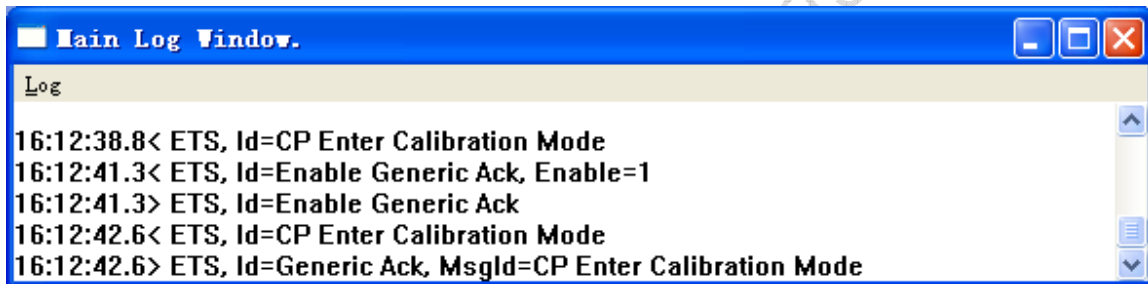 Main Log Window.
Log
16:12:38.8< ETS, Id=CP Enter Calibration Mode
16:12:41.3< ETS, Id=Enable Generic Ack, Enable=1
16:12:41.3> ETS, Id=Enable Generic Ack
16:12:42.6< ETS, Id=CP Enter Calibration Mode
16:12:42.6> ETS, Id=Generic Ack, MsgId=CP Enter Calibration Mode